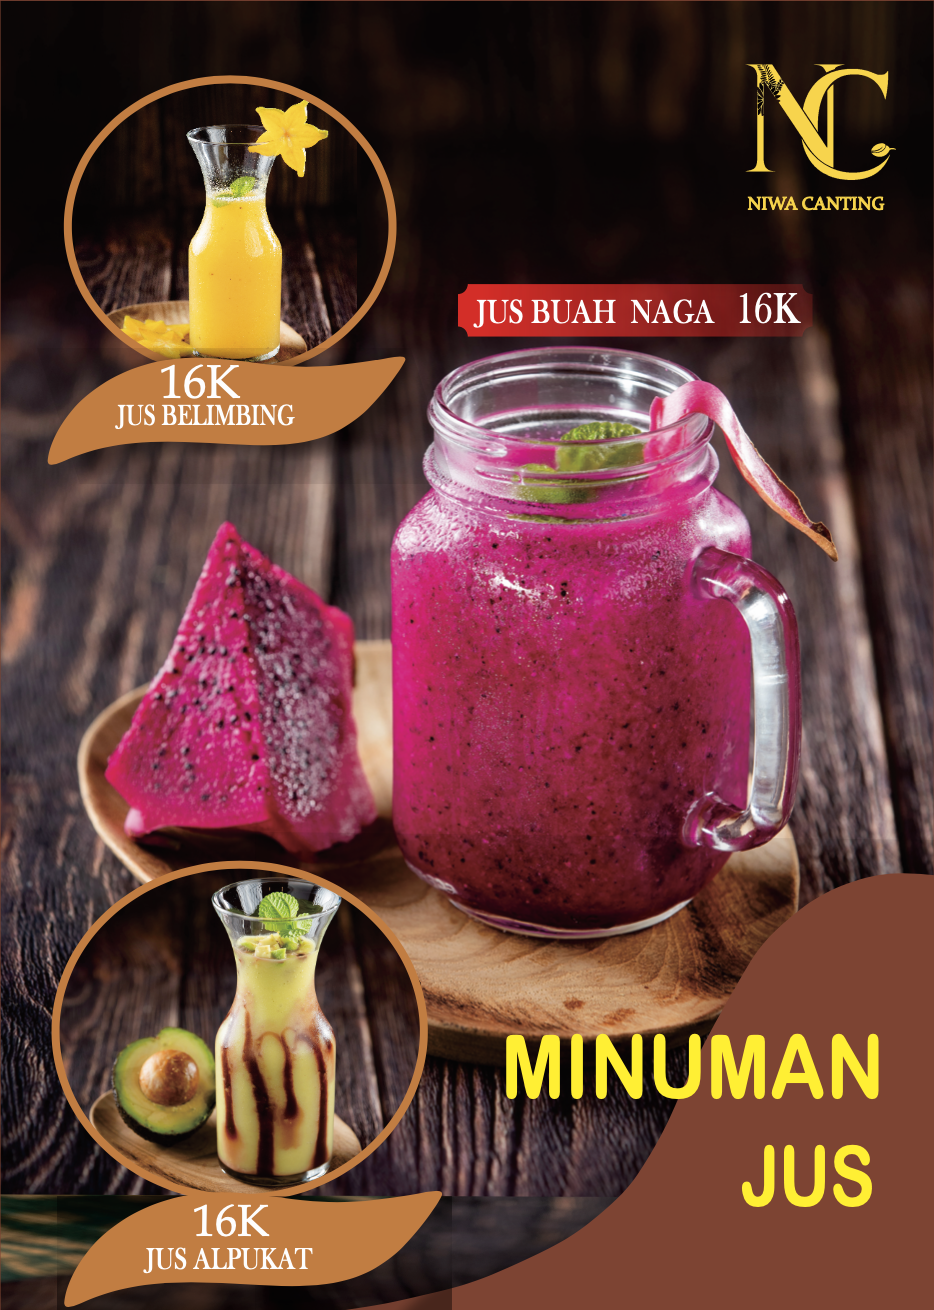 NC
NIWA CANTING
JUS BUAH NAGA 16K
16K
JUS BELIMBING
16K
JUS ALPUKAT
MINUMAN
JUS